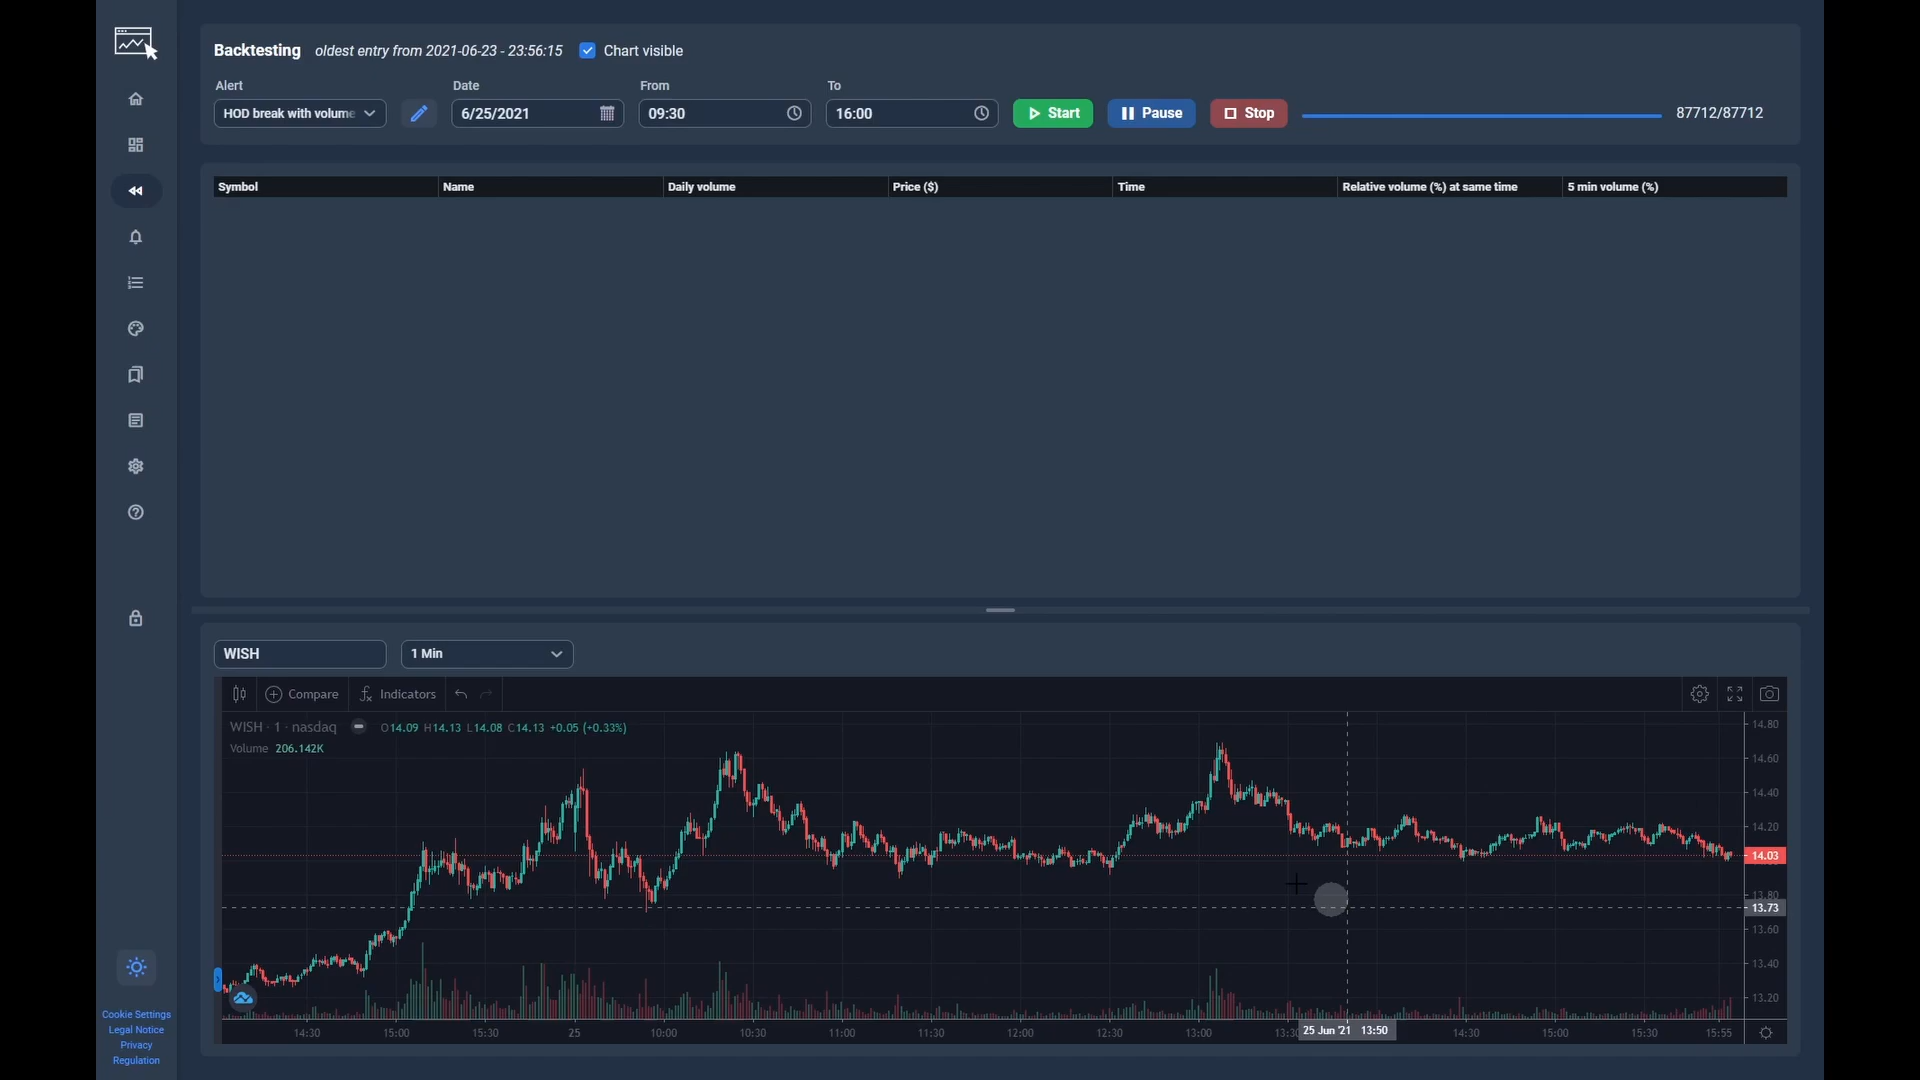 Backtesting oldest entry from 2021-06-23 - 23:56:15 Chart visible
Alert Date From To
HOD break with volume 6/25/2021 09:30 16:00 Start Pause Stop 87712/87712
Symbol Name Daily volume Price ($) Time Relative volume (%) at same time 5 min volume (%)
WISH 1 Min
Compare Indicators
WISH · 1 · nasdaq O14.09 H14.13 L14.08 C14.13 +0.05 (+0.33%)
Volume 206.142K
14.80
14.60
14.40
14.20
14.03
13.80
13.73
13.60
13.40
13.20
14:30 15:00 15:30 25 10:00 10:30 11:00 11:30 12:00 12:30 13:00 13:30 25 Jun '21 13:50 14:30 15:00 15:30 15:55
Cookie Settings
Legal Notice
Privacy
Regulation